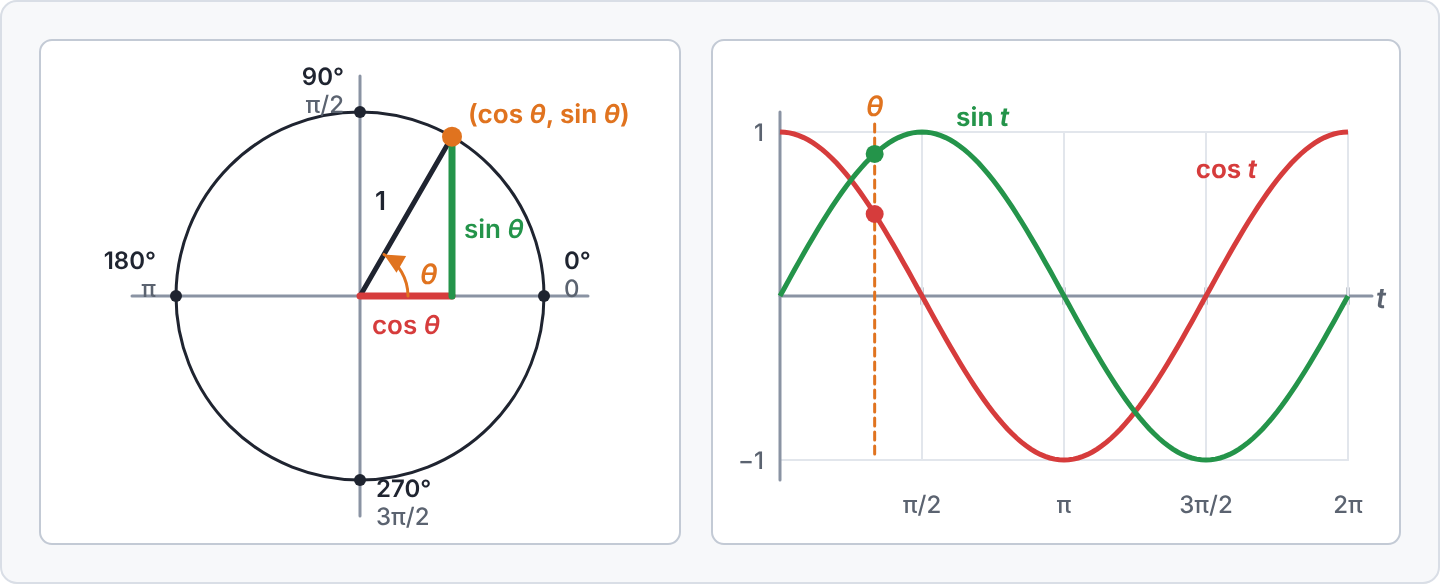 90°
π/2
(cos θ, sin θ)
1
sin θ
180°
π
θ
0°
0
cos θ
270°
3π/2
θ
sin t
1
cos t
t
−1
π/2
π
3π/2
2π